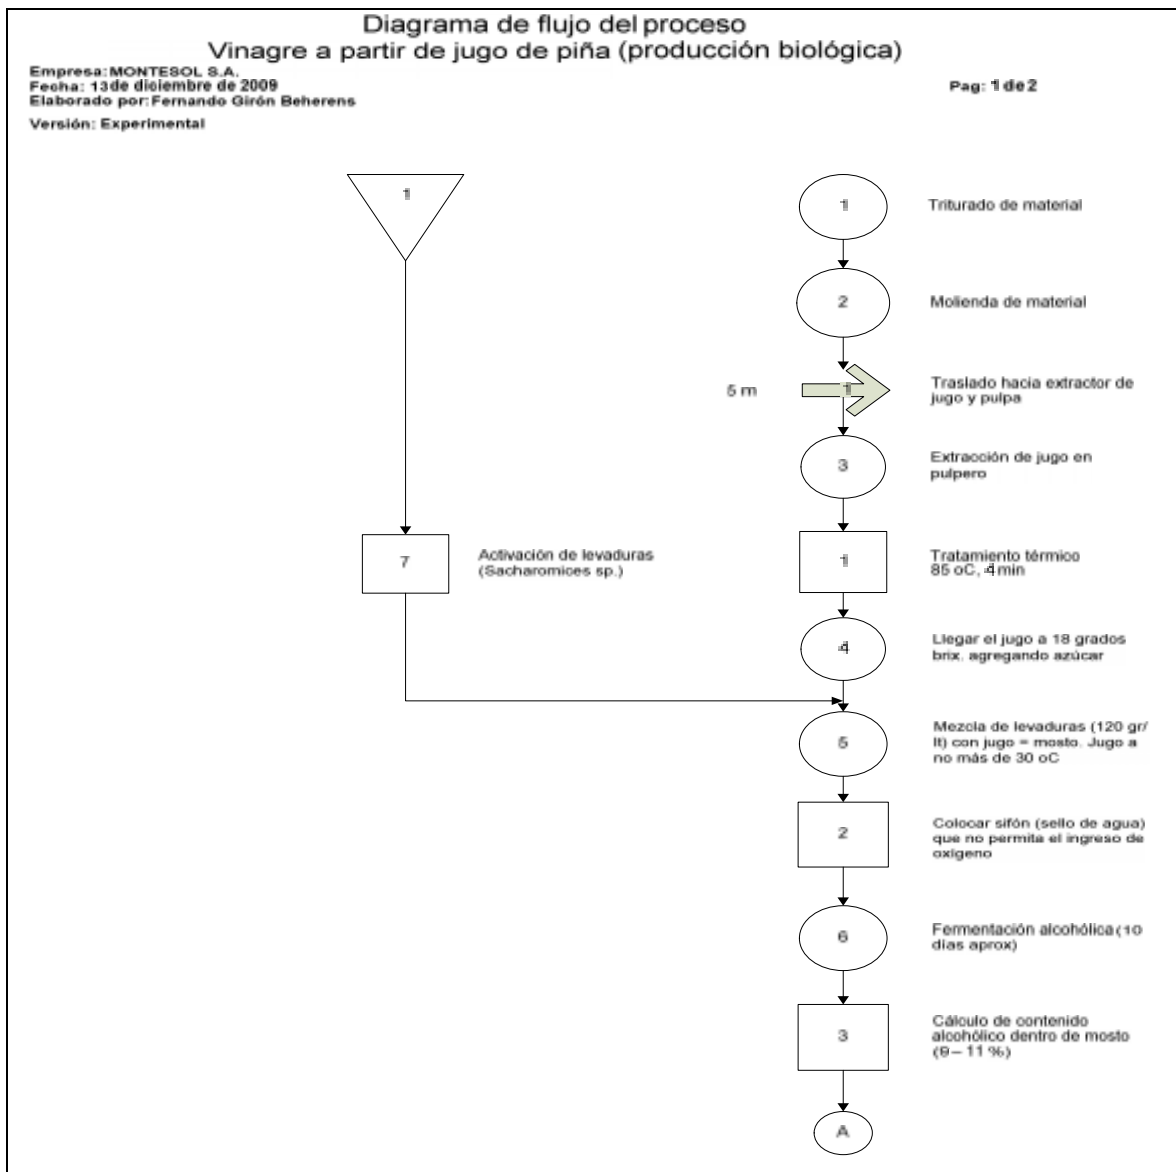 Diagrama de flujo del proceso
Vinagre a partir de jugo de piña (producción biológica)
Empresa: MONTESOL S.A.
Fecha: 13de diciembre de 2009
Elaborado por: Fernando Girón Beherens
Versión: Experimental
Pag: 1 de 2
1
1
Triturado de material
2
Molienda de material
5 m
1
Traslado hacia extractor de
jugo y pulpa
3
Extracción de jugo en
pulpero
7
Activación de levaduras
(Sacharomices sp.)
1
Tratamiento térmico
85 oC, 4 min
4
Llegar el jugo a 18 grados
brix. agregando azúcar
5
Mezcla de levaduras (120 gr/
lt) con jugo = mosto. Jugo a
no más de 30 oC
2
Colocar sifón (sello de agua)
que no permita el ingreso de
oxígeno
6
Fermentación alcohólica (10
días aprox)
3
Cálculo de contenido
alcohólico dentro de mosto
(9– 11 %)
A